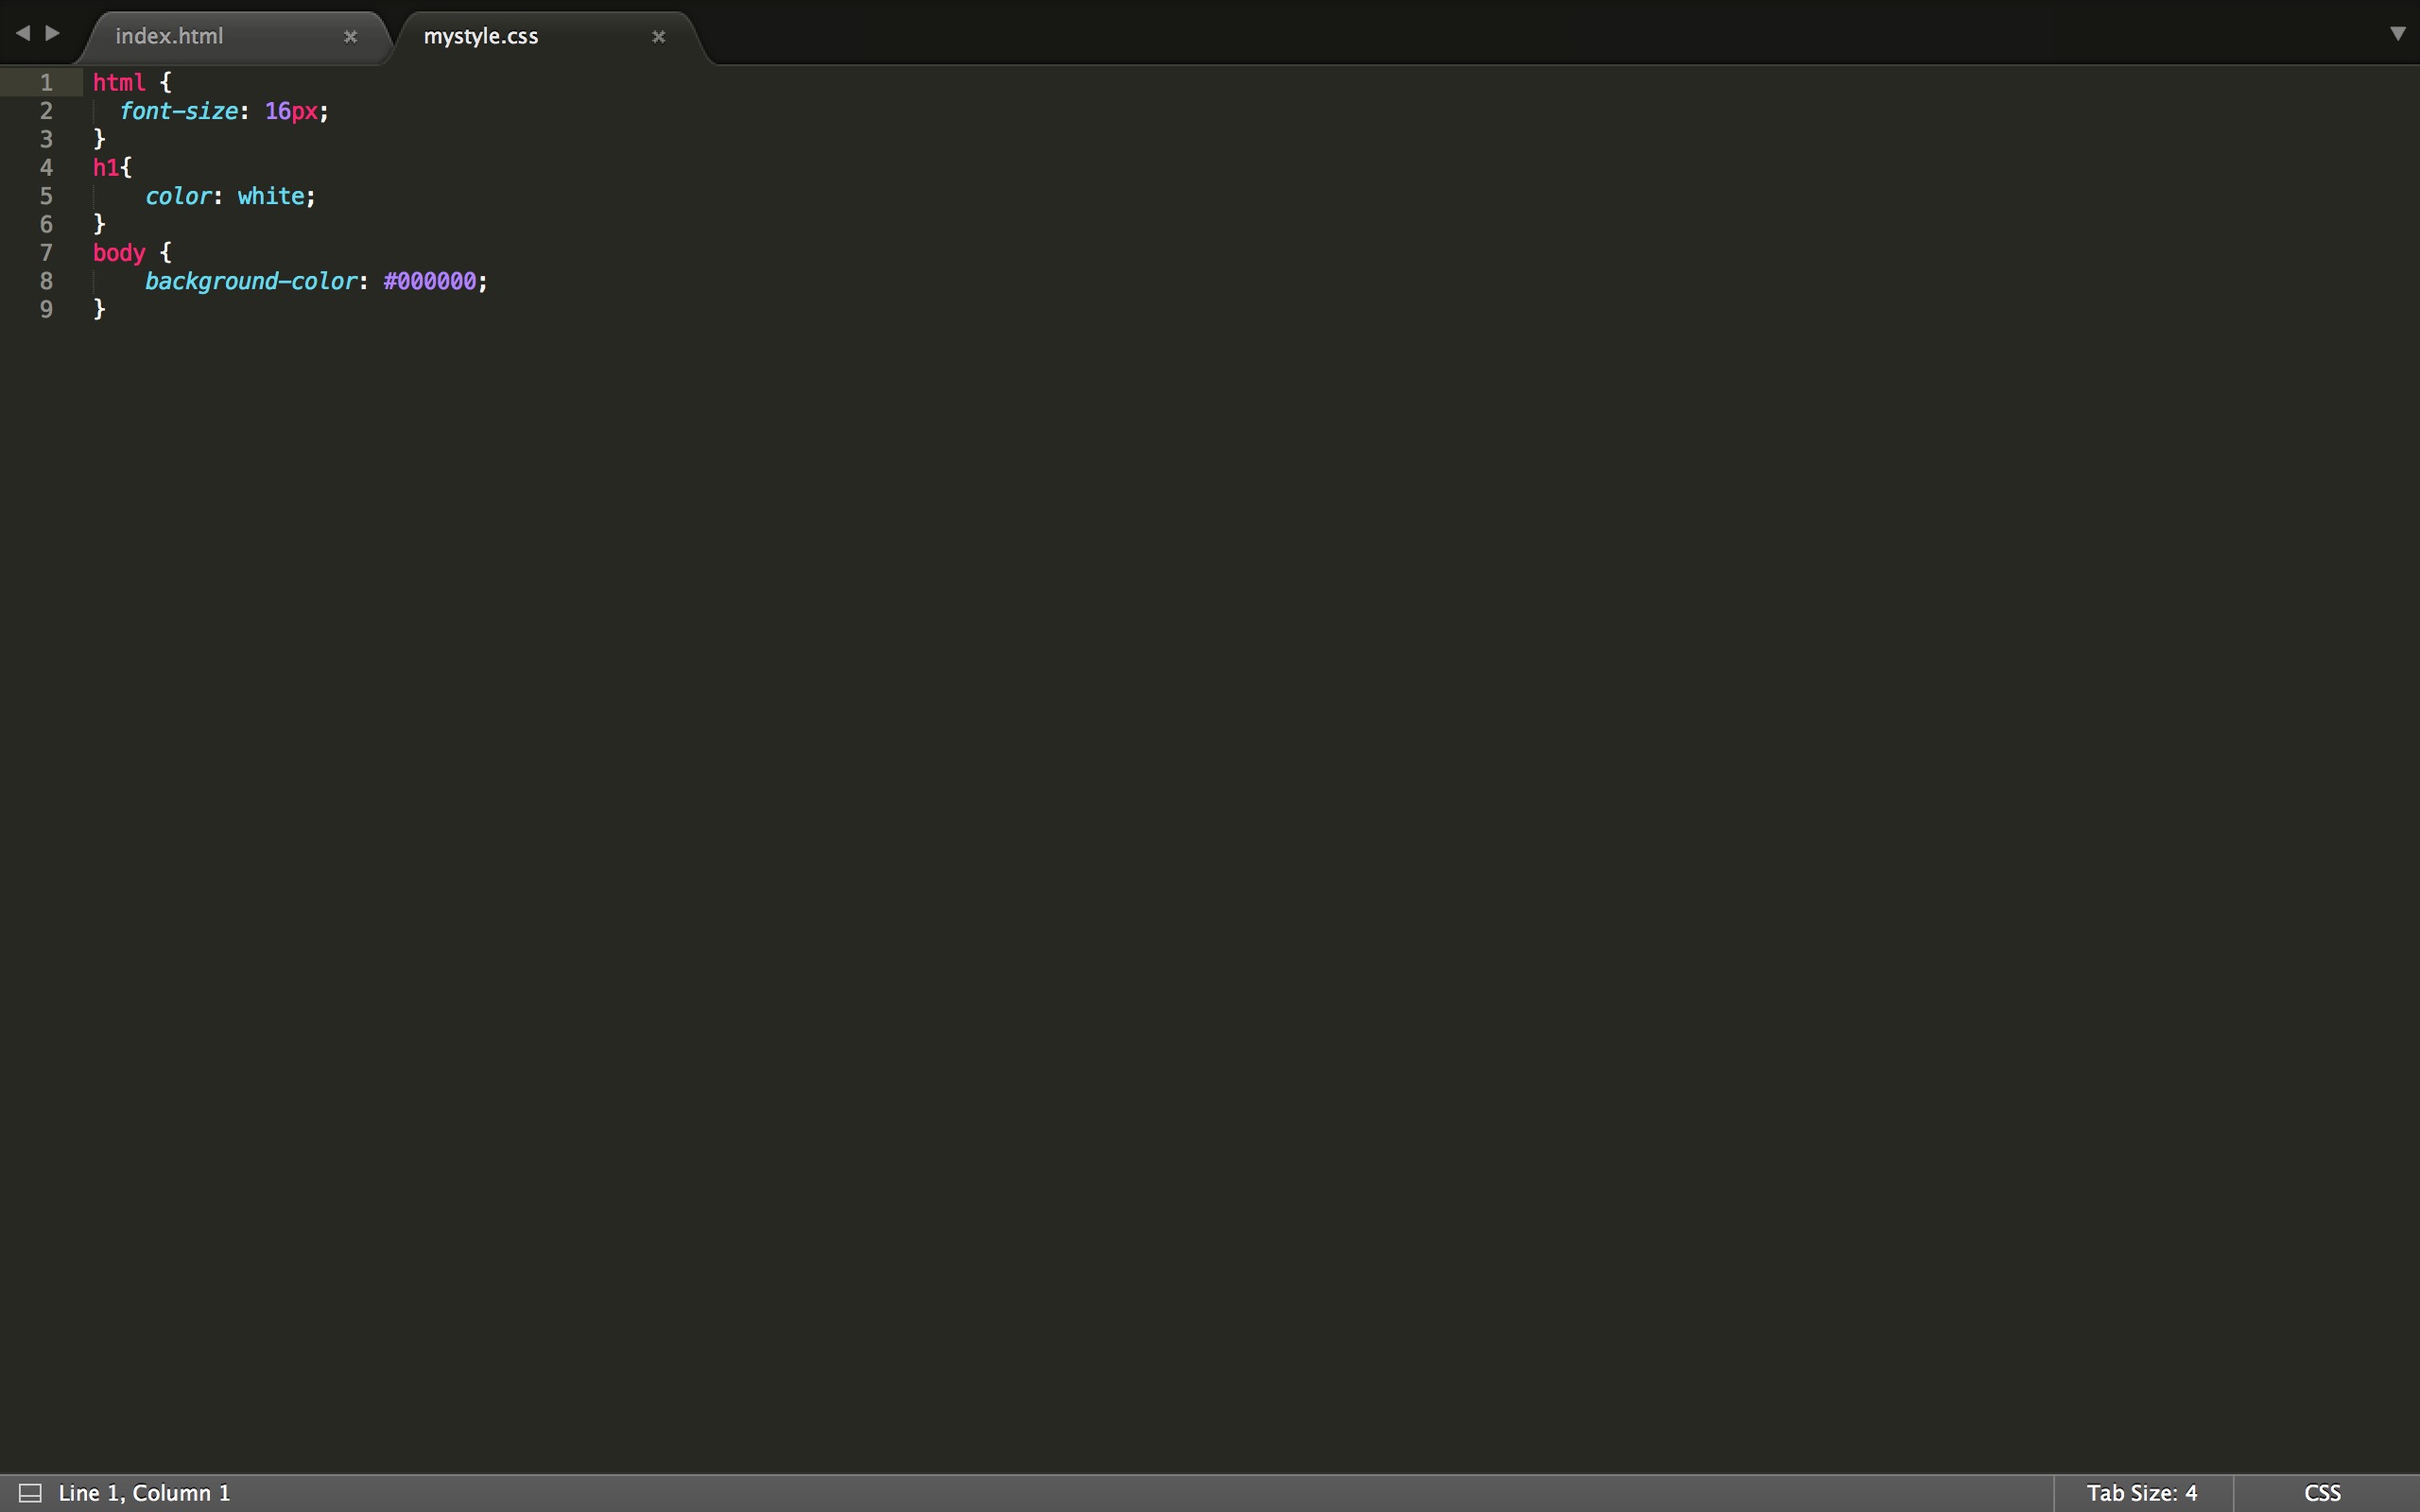 index.html mystyle.css
1 html {
2   font-size: 16px;
3 }
4 h1{
5     color: white;
6 }
7 body {
8     background-color: #000000;
9 }
Line 1, Column 1 Tab Size: 4 CSS